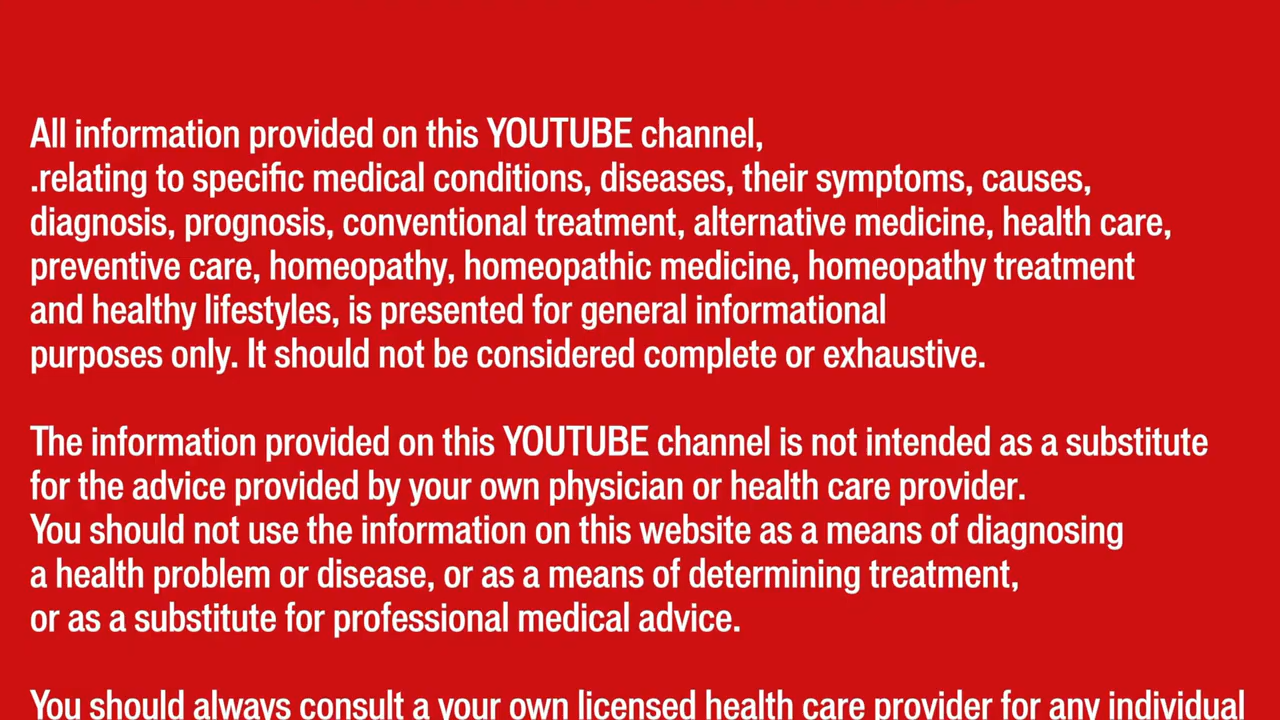 All information provided on this YOUTUBE channel,
.relating to specific medical conditions, diseases, their symptoms, causes,
diagnosis, prognosis, conventional treatment, alternative medicine, health care,
preventive care, homeopathy, homeopathic medicine, homeopathy treatment
and healthy lifestyles, is presented for general informational
purposes only. It should not be considered complete or exhaustive.
The information provided on this YOUTUBE channel is not intended as a substitute
for the advice provided by your own physician or health care provider.
You should not use the information on this website as a means of diagnosing
a health problem or disease, or as a means of determining treatment,
or as a substitute for professional medical advice.
You should always consult a your own licensed health care provider for any individual